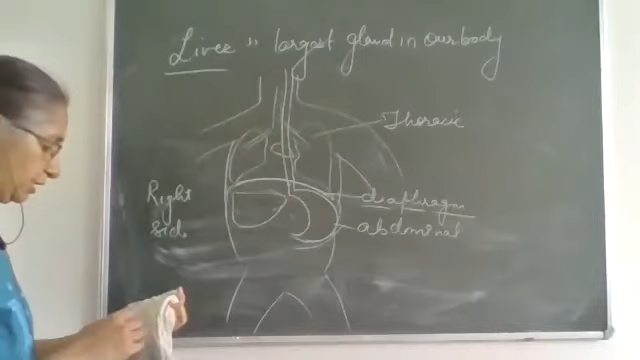 Liver is largest gland in our body
Thoracic
Right
side
diaphragm
abdominal